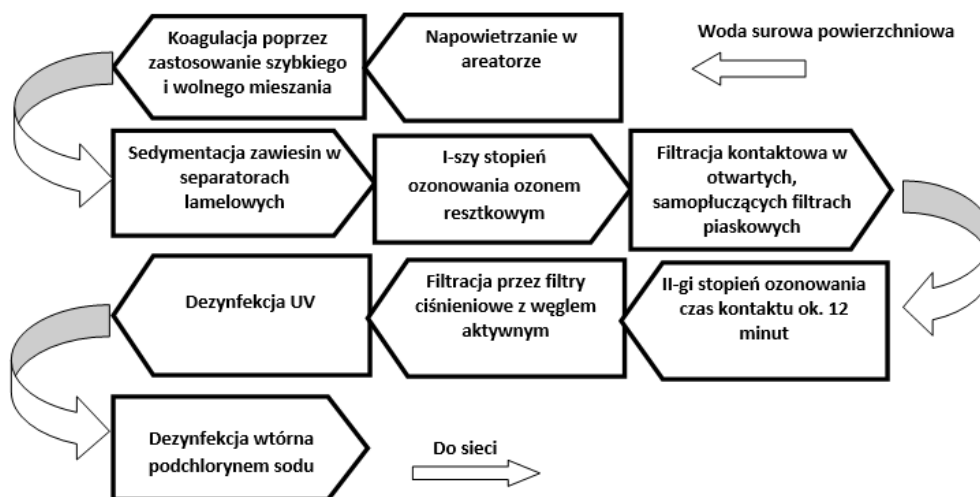 Woda surowa powierzchniowa
Napowietrzanie w
areatorze
Koagulacja poprzez
zastosowanie szybkiego
i wolnego mieszania
Sedymentacja zawiesin w
separatorach
lamelowych
I-szy stopień
ozonowania ozonem
resztkowym
Filtracja kontaktowa w
otwartych,
samopłuczących filtrach
piaskowych
II-gi stopień ozonowania
czas kontaktu ok. 12
minut
Filtracja przez filtry
ciśnieniowe z węglem
aktywnym
Dezynfekcja UV
Dezynfekcja wtórna
podchlorynem sodu
Do sieci